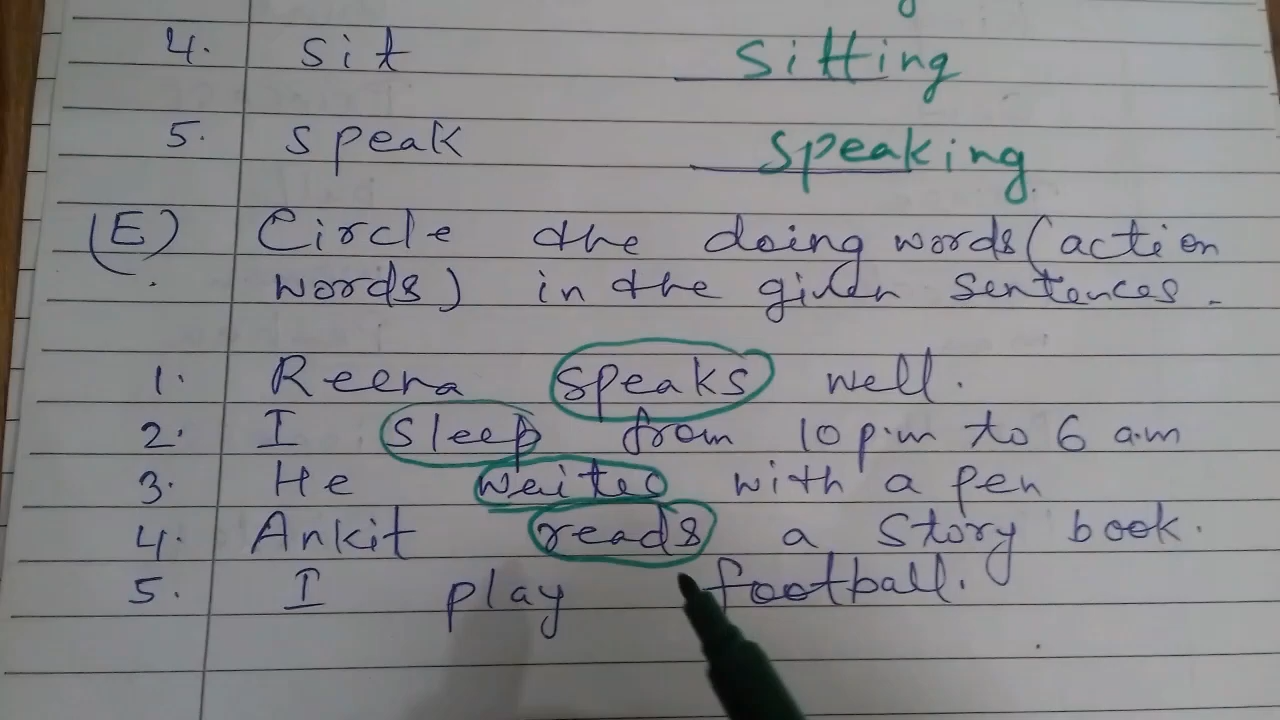 4. Sit Sitting
5. Speak Speaking
(E) Circle the doing words (action
words) in the given sentences.
1. Reena speaks well.
2. I sleep from 10 p.m to 6 a.m
3. He writes with a pen
4. Ankit reads a story book.
5. I play football.